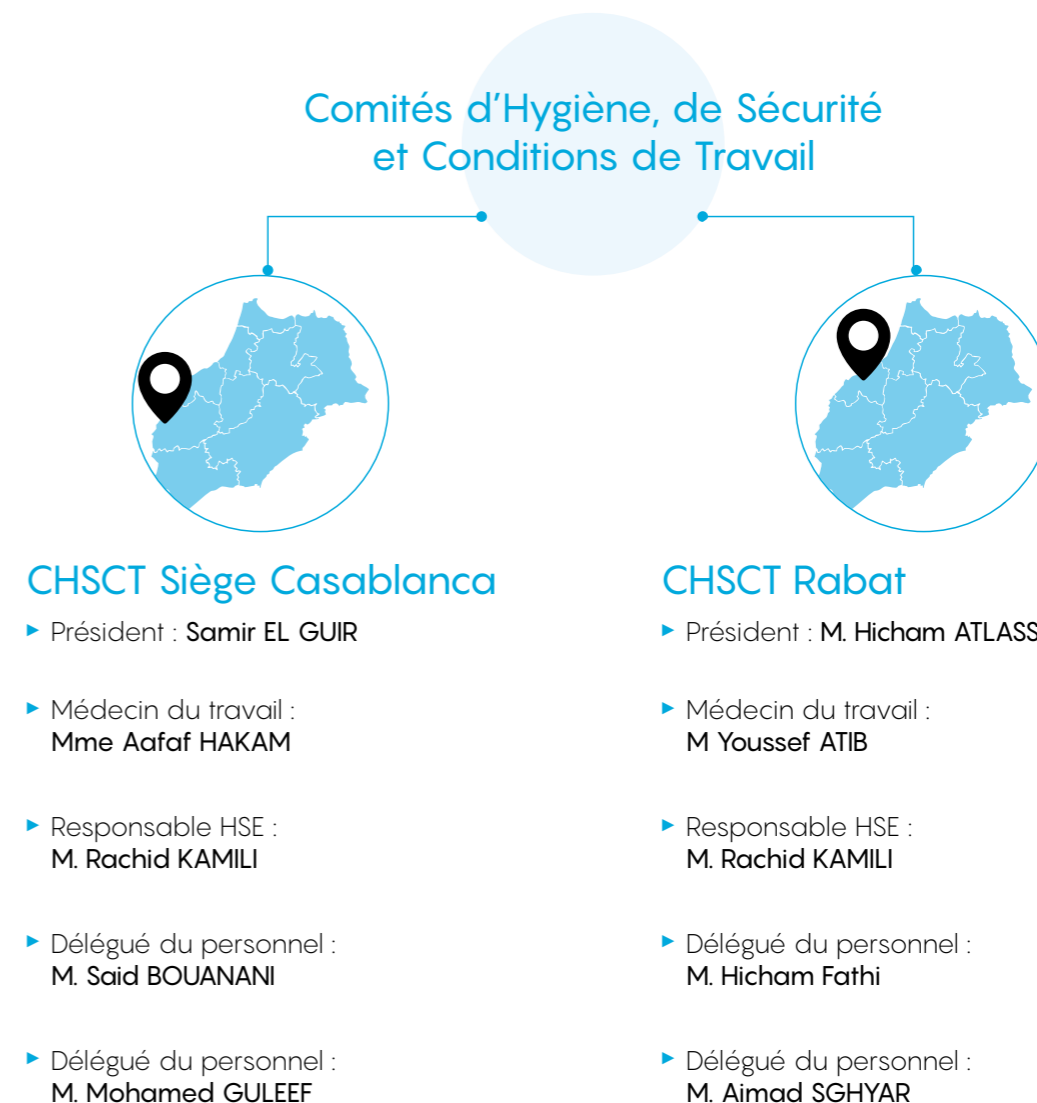 Comités d’Hygiène, de Sécurité
et Conditions de Travail
CHSCT Siège Casablanca
▸ Président : Samir EL GUIR
▸ Médecin du travail :
Mme Aafaf HAKAM
▸ Responsable HSE :
M. Rachid KAMILI
▸ Délégué du personnel :
M. Said BOUANANI
▸ Délégué du personnel :
M. Mohamed GULEEF
CHSCT Rabat
▸ Président : M. Hicham
▸ Médecin du travail :
M Youssef ATIB
▸ Responsable HSE :
M. Rachid KAMILI
▸ Délégué du personnel :
M. Hicham Fathi
▸ Délégué du personnel :
M. Aimad SGHYAR